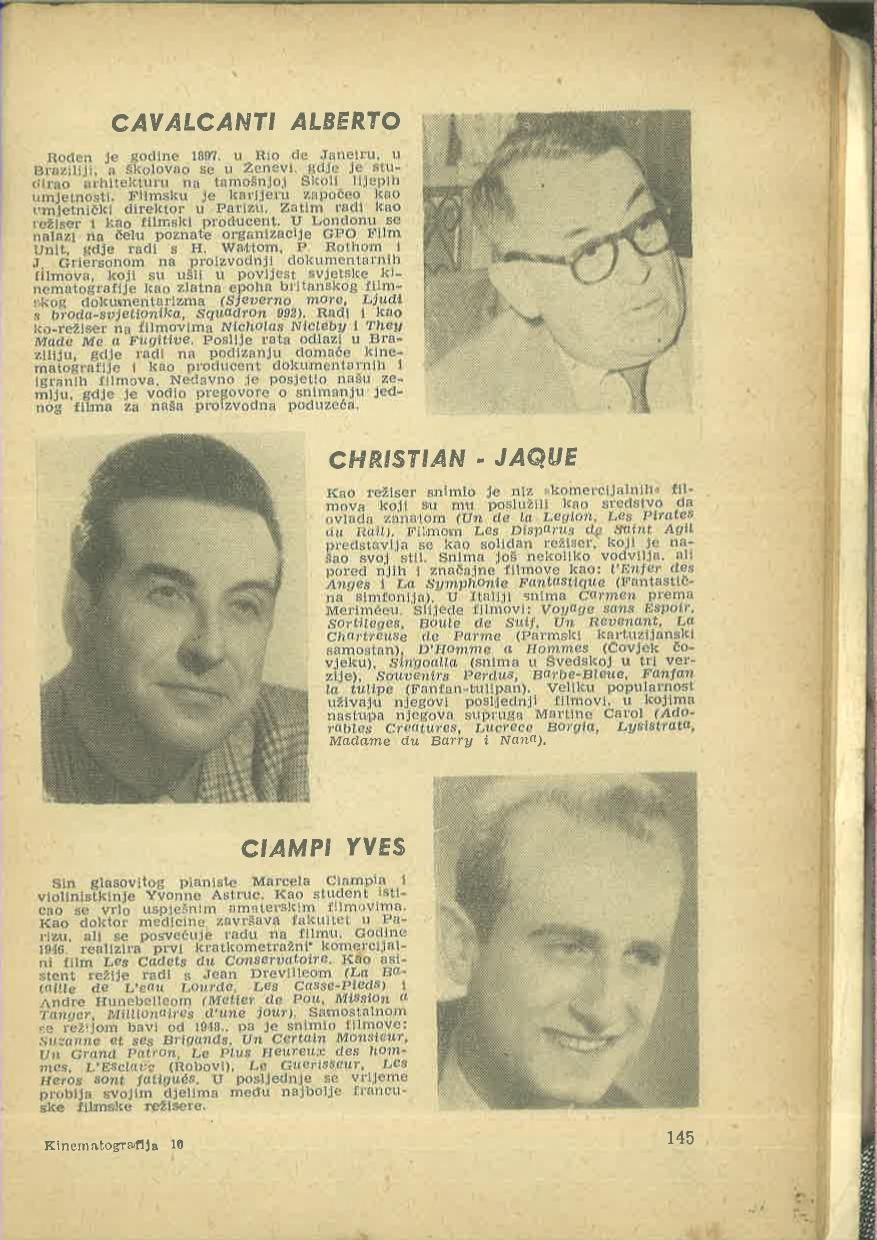 CAVALCANTI ALBERTO
Rođen je godine 1897. u Rio de Janeiru, u
Braziliji, a školovao se u Ženevi, gdje je stu-
dirao arhitekturu na tamošnjoj Školi lijepih
umjetnosti. Filmsku je karijeru započeo kao
umjetnički direktor u Parizu. Zatim radi kao
režiser i kao filmski producent. U Londonu se
nalazi na čelu poznate organizacije GPO Film
Unit, gdje radi s H. Wattom, P. Rothom i
J. Griersonom na proizvodnji dokumentarnih
filmova, koji su ušli u povijest svjetske ki-
nematografije kao zlatna epoha britanskog film-
skog dokumentarizma (Sjeverno more, Ljudi
s broda-svjetionika, Squadron 992). Radi i kao
ko-režiser na filmovima Nicholas Nicleby i They
Made Me a Fugitive. Poslije rata odlazi u Bra-
ziliju, gdje radi na podizanju domaće kine-
matografije i kao producent dokumentarnih i
igranih filmova. Nedavno je posjetio našu ze-
mlju, gdje je vodio pregovore o snimanju jed-
nog filma za naša proizvodna poduzeća.
CHRISTIAN - JAQUE
Kao režiser snimio je niz »komercijalnih« fil-
mova koji su mu poslužili kao sredstvo da
ovlada zanatom (Un de la Legion, Les Pirates
du Rail). Filmom Les Disparus de Saint Agil
predstavlja se kao solidan režiser, koji je na-
šao svoj stil. Snima još nekoliko vodvilja, ali
pored njih i značajne filmove kao: l'Enfer des
Anges i La Symphonie Fantastique (Fantastič-
na simfonija). U Italiji snima Carmen prema
Meriméeu. Slijede filmovi: Voyage sans Espoir,
Sortileges, Boule de Suif, Un Revenant, La
Chartreuse de Parme (Parmski kartuzijanski
samostan), D'Homme a Hommes (Čovjek čo-
vjeku), Singoalla (snima u Švedskoj u tri ver-
zije), Souvenirs Perdus, Barbe-Bleue, Fanfan
la tulipe (Fanfan-tulipan). Veliku popularnost
uživaju njegovi posljednji filmovi, u kojima
nastupa njegova supruga Martine Carol (Ado-
rables Creatures, Lucrece Borgia, Lysistrata,
Madame du Barry i Nana).
CIAMPI YVES
Sin glasovitog pianiste Marcela Ciampia i
violinistkinje Yvonne Astruc. Kao student isti-
cao se vrlo uspješnim amaterskim filmovima.
Kao doktor medicine završava fakultet u Pa-
rizu, ali se posvećuje radu na filmu. Godine
1946. realizira prvi kratkometražni komercijal-
ni film Les Cadets du Conservatoire. Kao asi-
stent režije radi s Jean Drevilleom (La Ba-
taille de L'eau Lourde, Les Casse-Pieds) i
Andre Hunebelleom (Metier de Fou, Mission a
Tanger, Millionaires d'une jour). Samostalnom
se režijom bavi od 1948., pa je snimio filmove:
Suzanne et ses Brigands, Un Certain Monsieur,
Un Grand Patron, Le Plus Heureux des hom-
mes, L'Esclave (Robovi), Le Guerisseur, Les
Heros sont fatigués. U posljednje se vrijeme
probija svojim djelima među najbolje francu-
ske filmske režisere.
Kinematografija 10
145